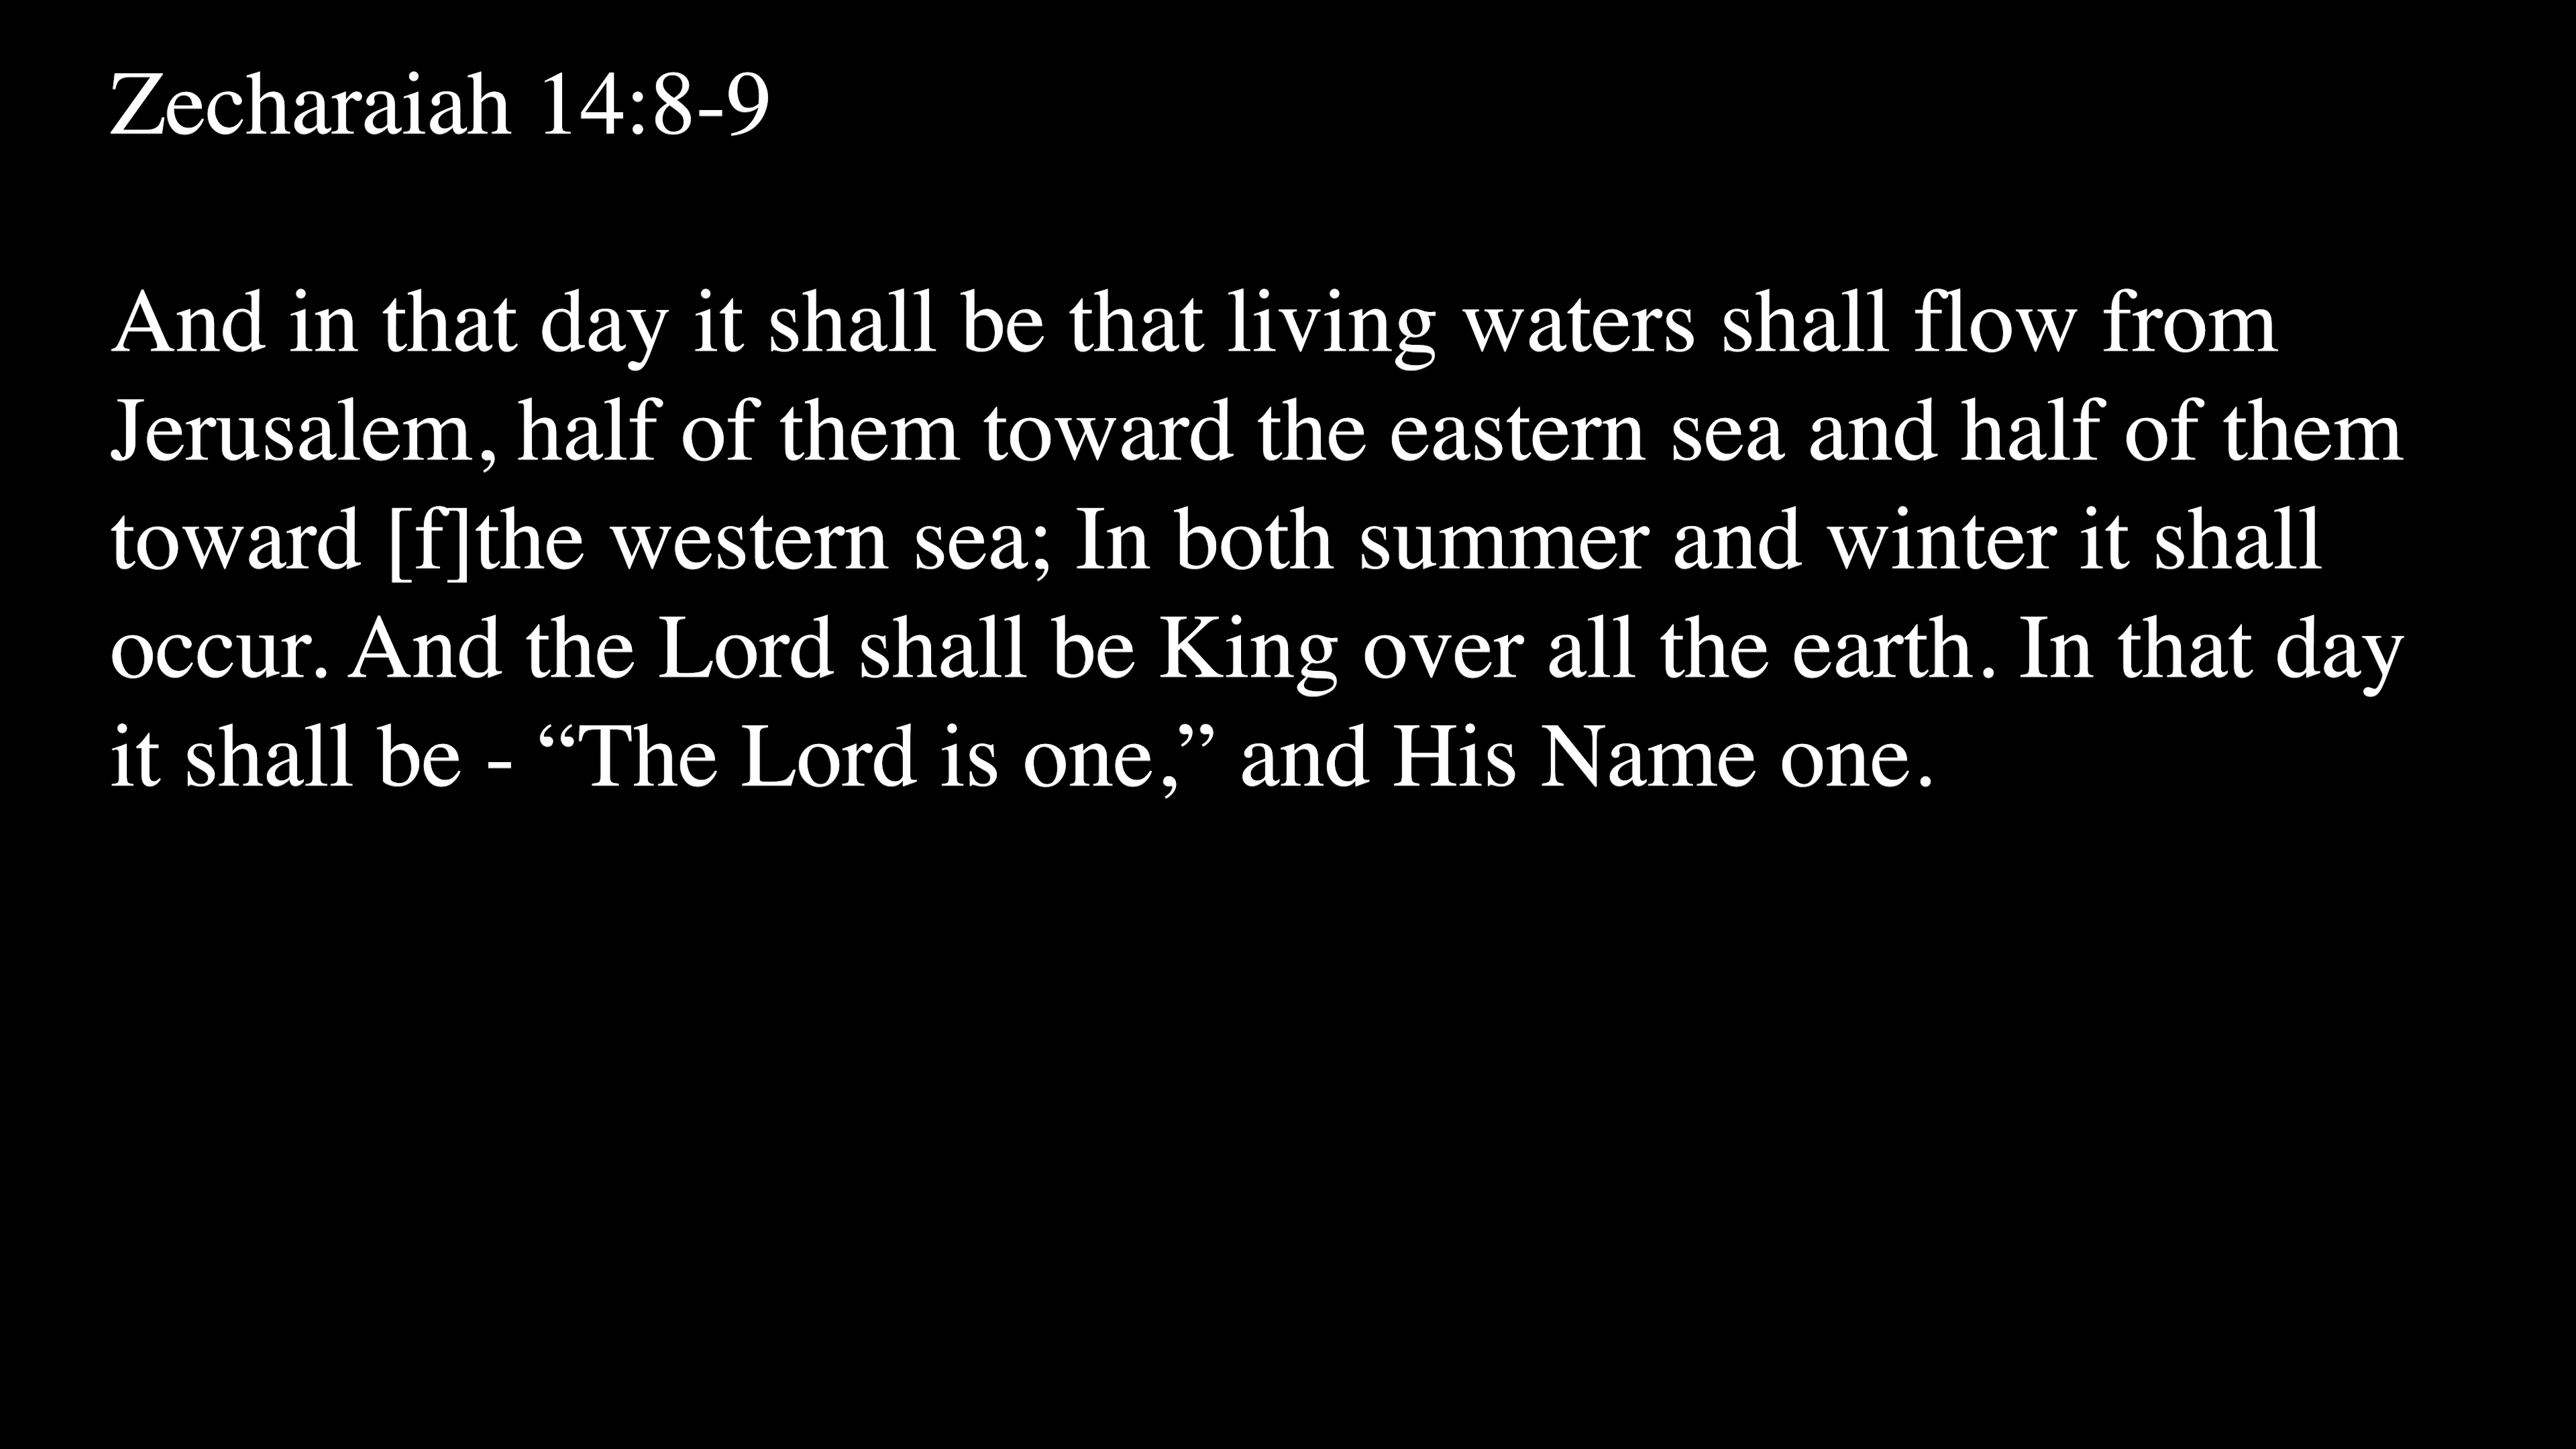 Zecharaiah 14:8-9
And in that day it shall be that living waters shall flow from
Jerusalem, half of them toward the eastern sea and half of them
toward [f]the western sea; In both summer and winter it shall
occur. And the Lord shall be King over all the earth. In that day
it shall be - “The Lord is one,” and His Name one.